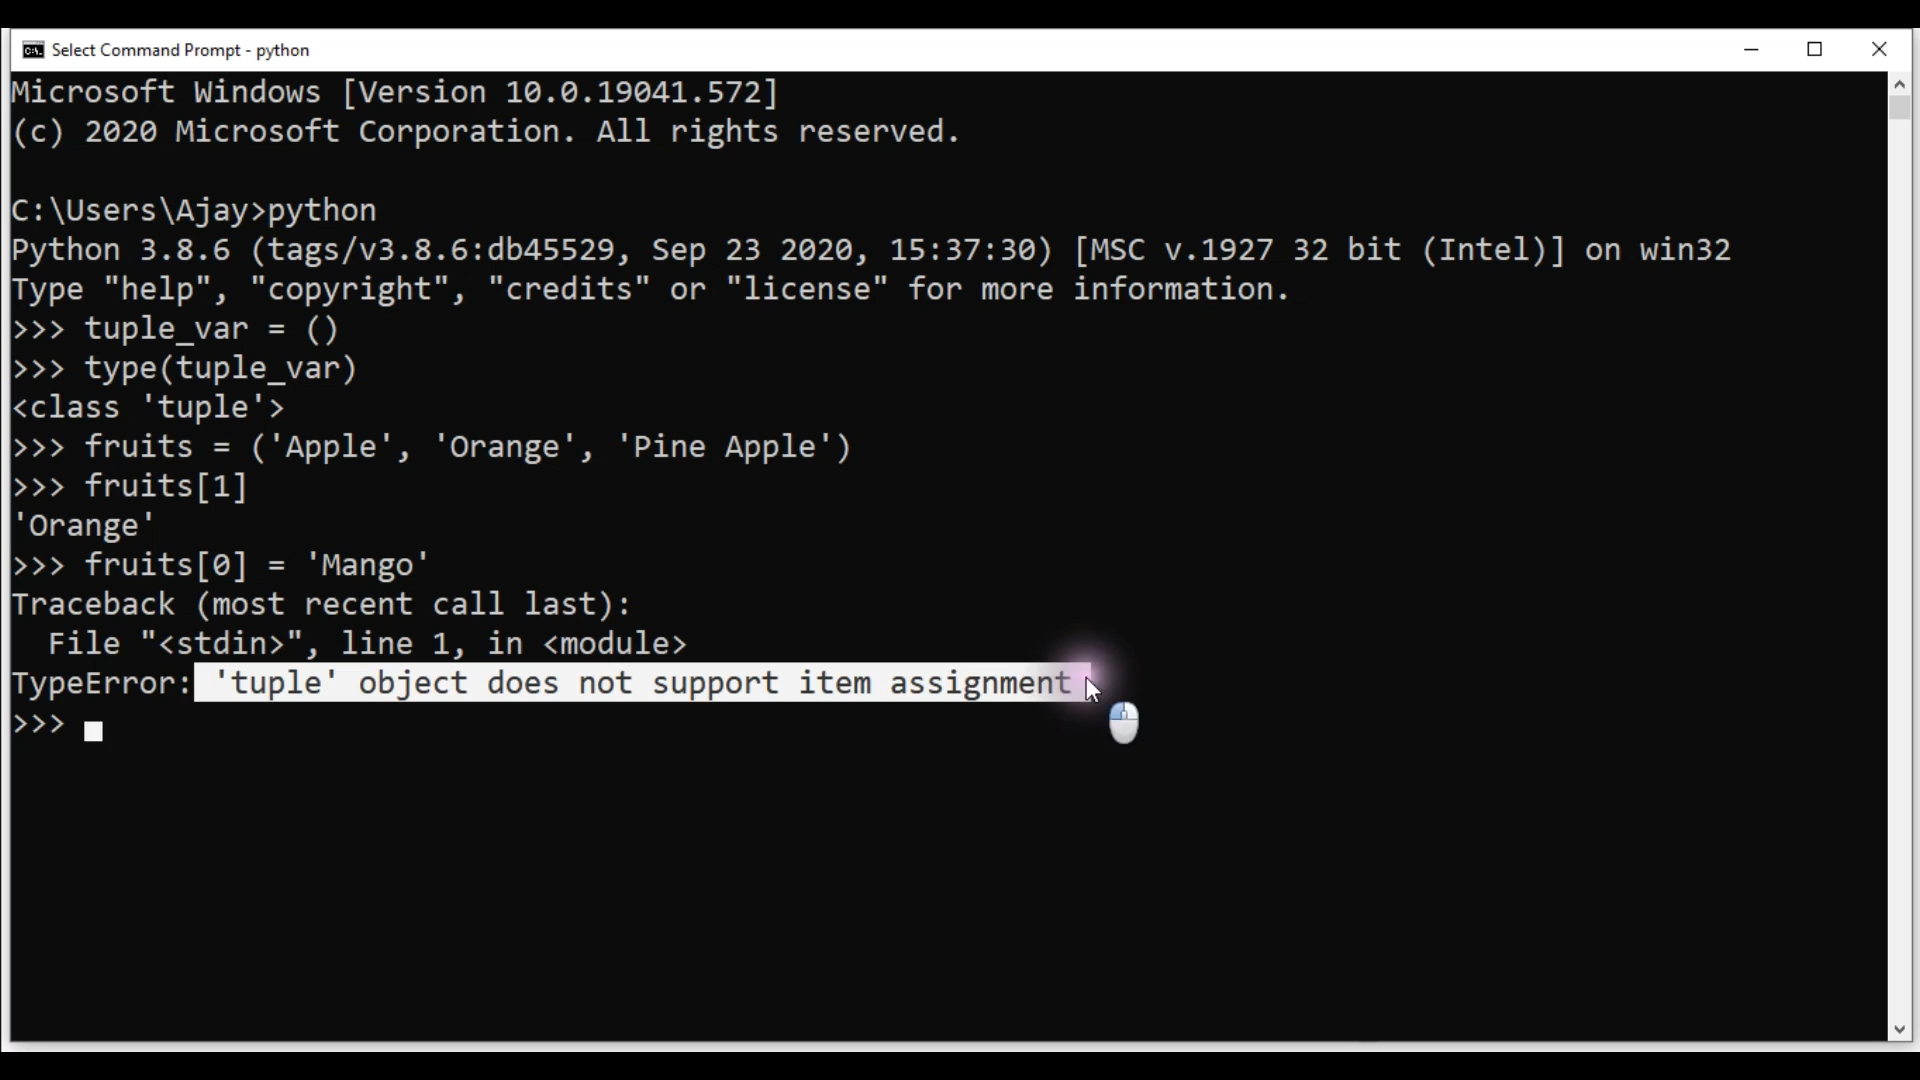 Select Command Prompt - python
Microsoft Windows [Version 10.0.19041.572]
(c) 2020 Microsoft Corporation. All rights reserved.
C:\Users\Ajay>python
Python 3.8.6 (tags/v3.8.6:db45529, Sep 23 2020, 15:37:30) [MSC v.1927 32 bit (Intel)] on win32
Type "help", "copyright", "credits" or "license" for more information.
>>> tuple_var = ()
>>> type(tuple_var)
<class 'tuple'>
>>> fruits = ('Apple', 'Orange', 'Pine Apple')
>>> fruits[1]
'Orange'
>>> fruits[0] = 'Mango'
Traceback (most recent call last):
  File "<stdin>", line 1, in <module>
TypeError: 'tuple' object does not support item assignment
>>>